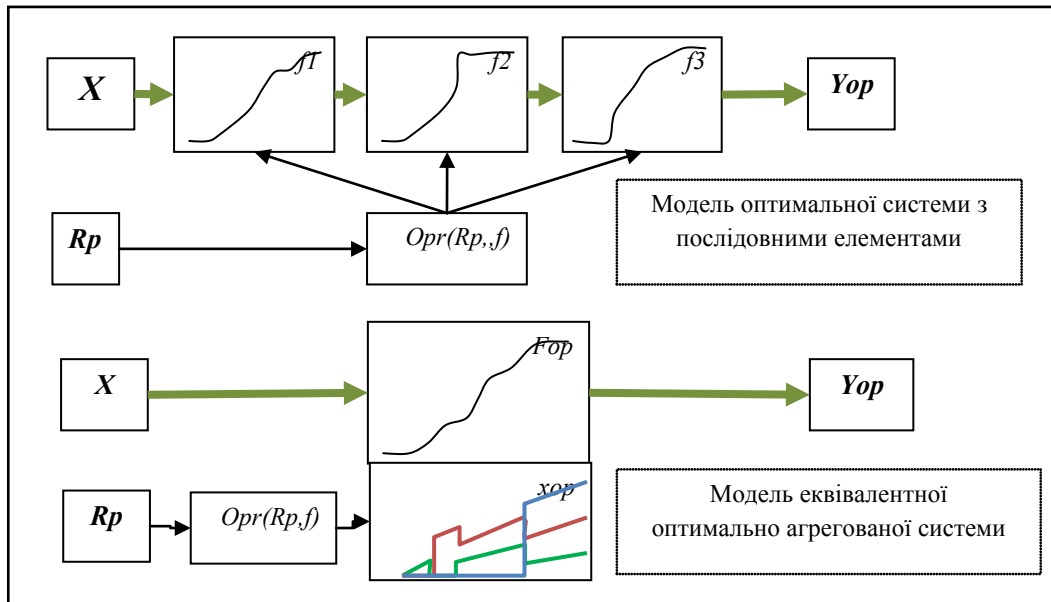 X
f1
f2
f3
Yop
Rp
Opr(Rp,,f)
Модель оптимальної системи з
послідовними елементами
X
Fop
Yop
Rp
Opr(Rp,f)
xop
Модель еквівалентної
оптимально агрегованої системи